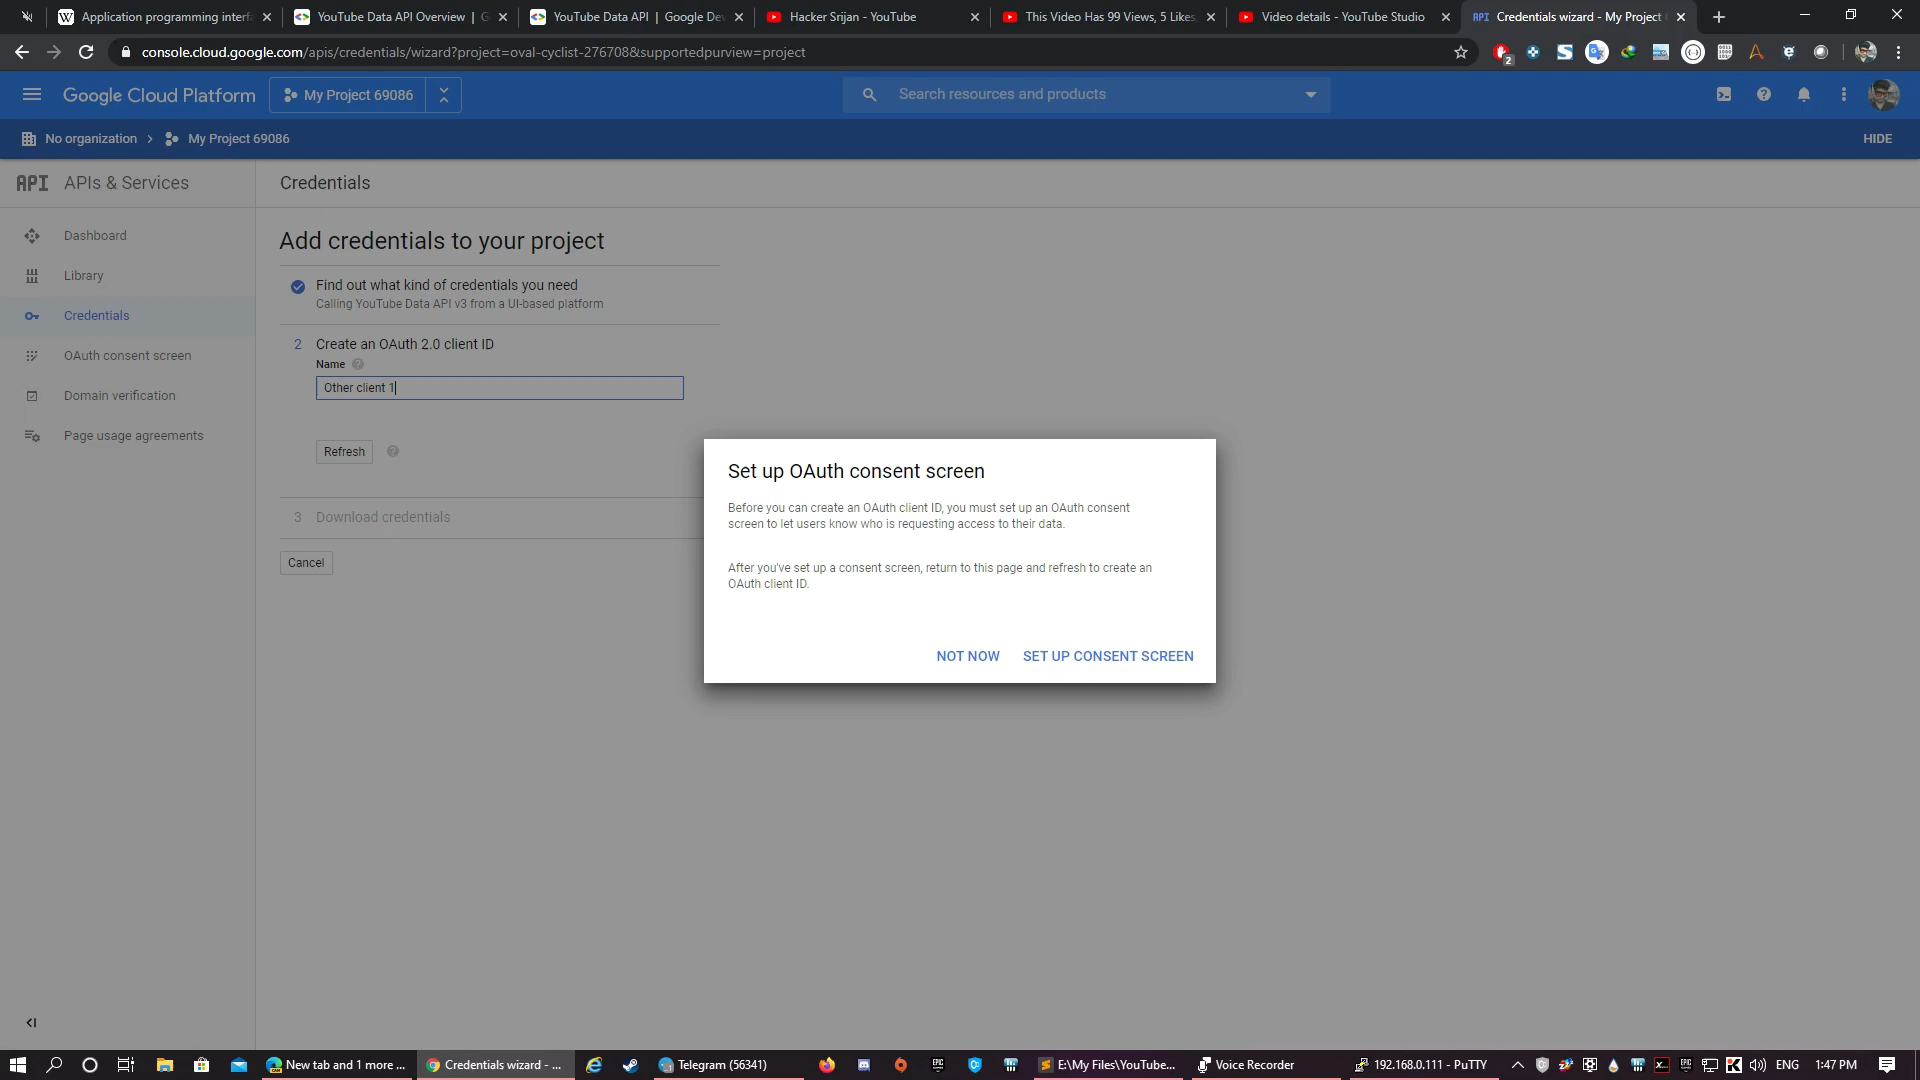 Application programming interfa
YouTube Data API Overview | G
YouTube Data API | Google Dev
Hacker Srijan - YouTube
This Video Has 99 Views, 5 Likes,
Video details - YouTube Studio
Credentials wizard - My Project
console.cloud.google.com/apis/credentials/wizard?project=oval-cyclist-276708&supportedpurview=project
2
Google Cloud Platform
My Project 69086
Search resources and products
No organization
My Project 69086
HIDE
API APIs & Services
Credentials
Dashboard
Library
Credentials
OAuth consent screen
Domain verification
Page usage agreements
Add credentials to your project
Find out what kind of credentials you need
Calling YouTube Data API v3 from a UI-based platform
2 Create an OAuth 2.0 client ID
Name
Other client 1
Refresh
3 Download credentials
Cancel
Set up OAuth consent screen
Before you can create an OAuth client ID, you must set up an OAuth consent
screen to let users know who is requesting access to their data.
After you've set up a consent screen, return to this page and refresh to create an
OAuth client ID.
NOT NOW
SET UP CONSENT SCREEN
New tab and 1 more ...
Credentials wizard - ...
Telegram (56341)
E:\My Files\YouTube...
Voice Recorder
192.168.0.111 - PuTTY
ENG
1:47 PM